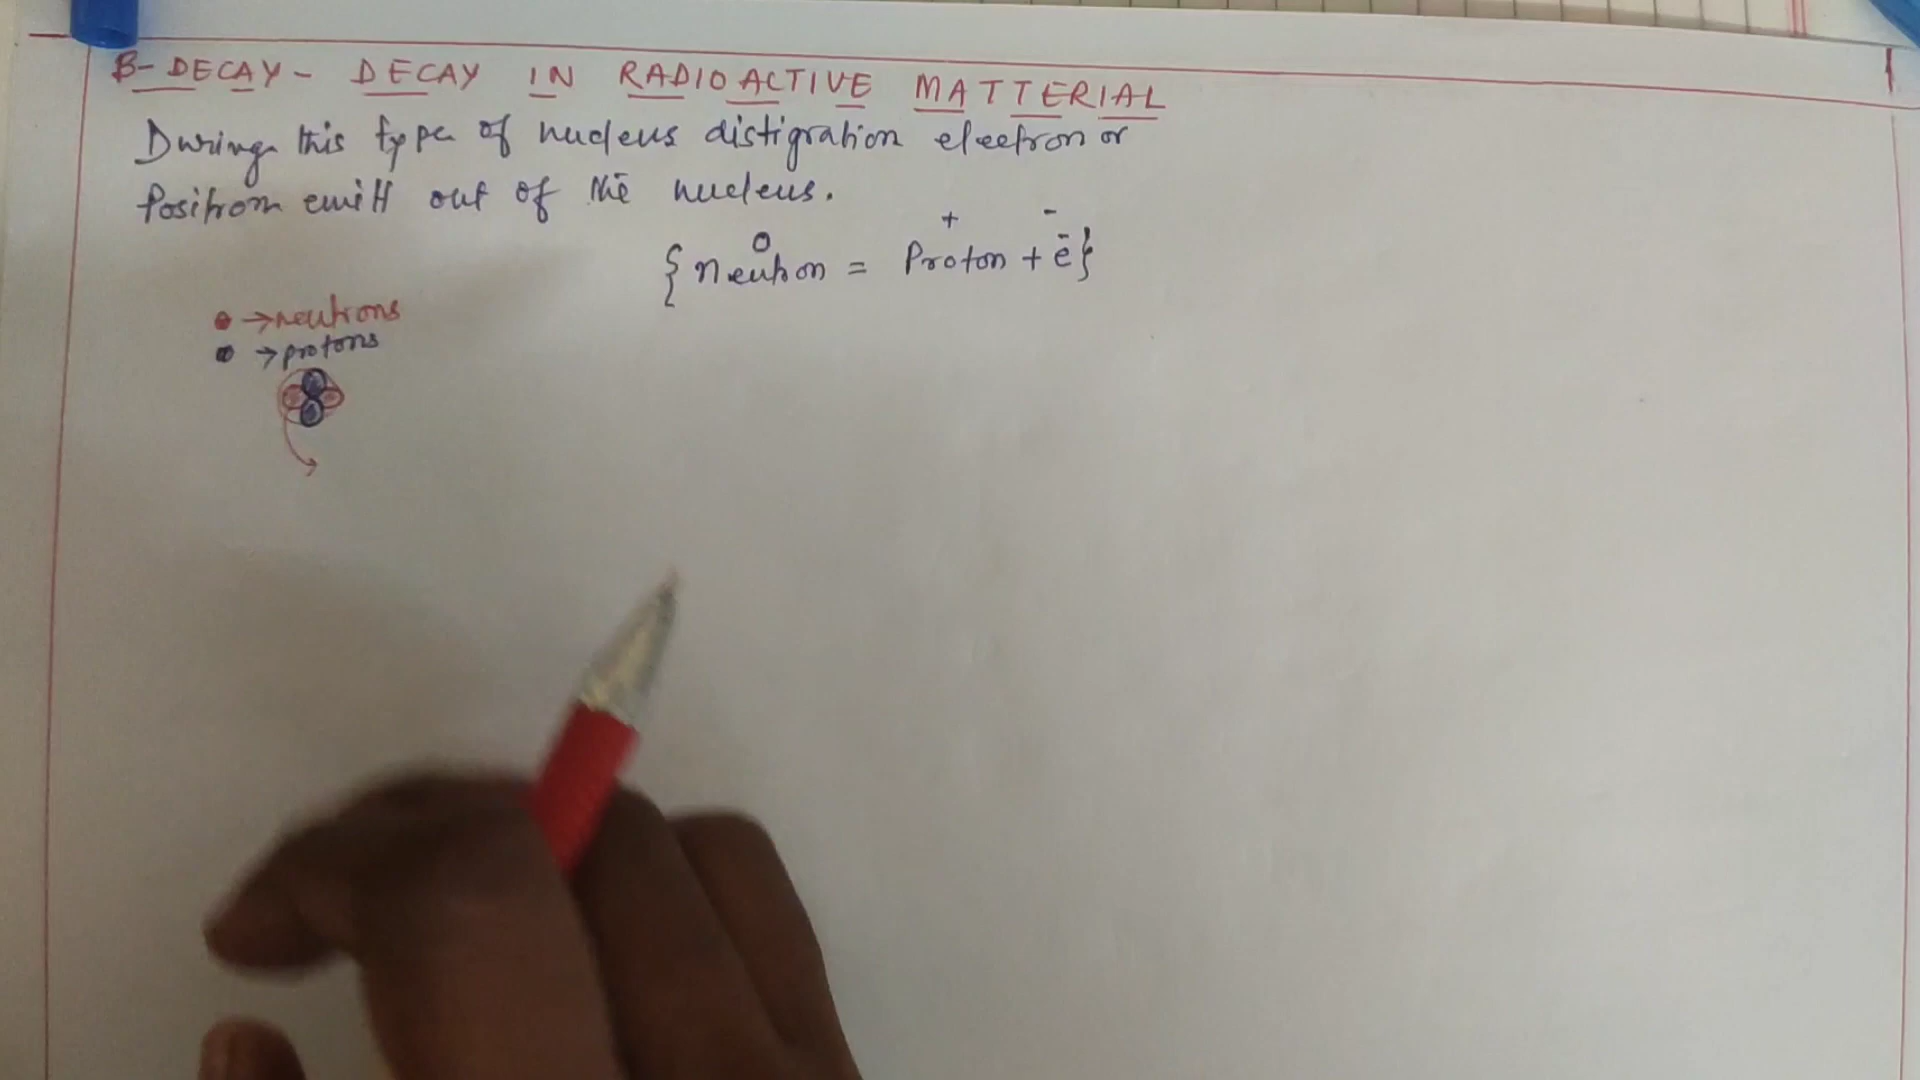 B-DECAY- DECAY IN RADIOACTIVE MATTERIAL
During this type of nucleus distigration electron or
Positrom emitt out of the nucleus.
+ -
{neutron = Proton + e̅}
0
→neutrons
→protons